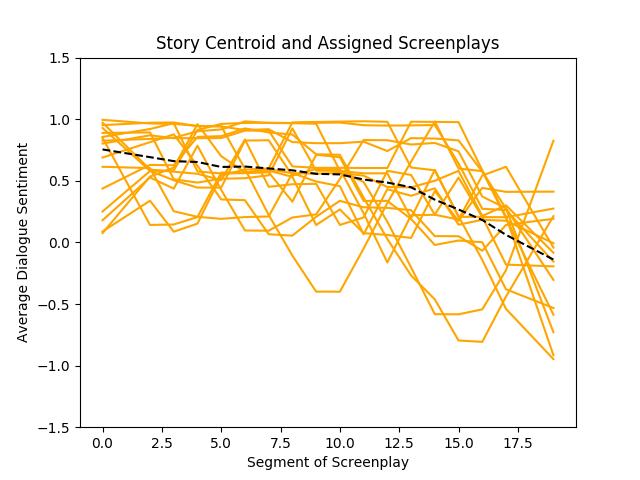 Story Centroid and Assigned Screenplays
1.5
1.0
0.5
0.0
−0.5
−1.0
−1.5
Average Dialogue Sentiment
0.0 2.5 5.0 7.5 10.0 12.5 15.0 17.5
Segment of Screenplay